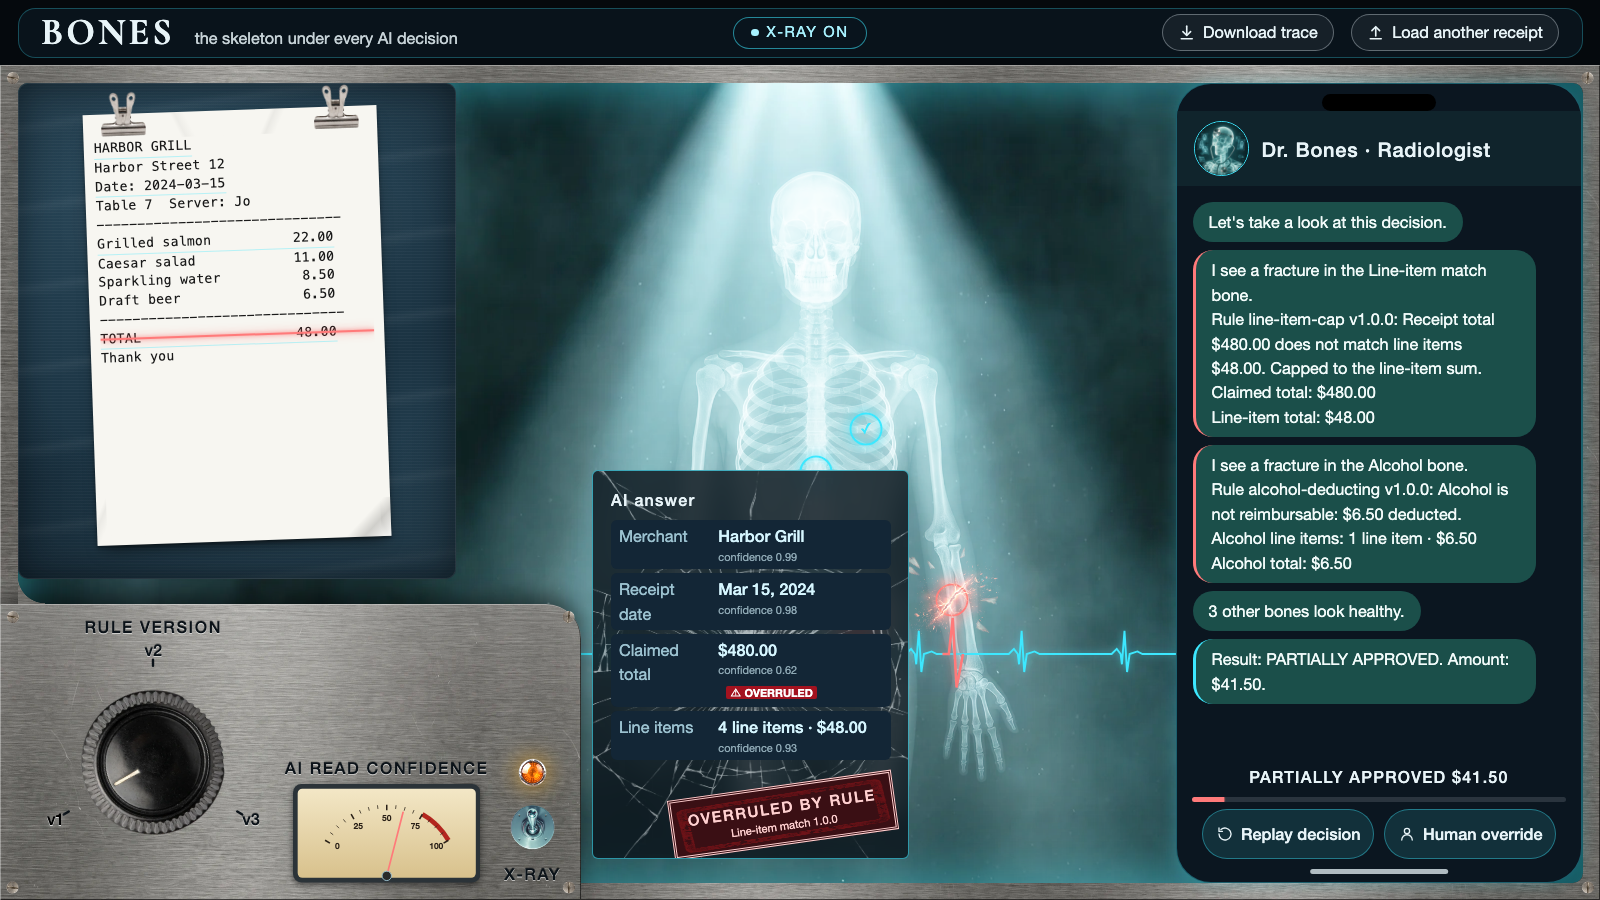 BONES
the skeleton under every AI decision
X-RAY ON
Download trace
Load another receipt
HARBOR GRILL
Harbor Street 12
Date: 2024-03-15
Table 7 Server: Jo
Grilled salmon 22.00
Caesar salad 11.00
Sparkling water 8.50
Draft beer 6.50
TOTAL 48.00
Thank you
RULE VERSION
v2
v1
v3
AI READ CONFIDENCE
0 25 50 75 100
X-RAY
AI answer
Merchant Harbor Grill
confidence 0.99
Receipt date Mar 15, 2024
confidence 0.98
Claimed total $480.00
confidence 0.62
⚠ OVERRULED
Line items 4 line items · $48.00
confidence 0.93
OVERRULED BY RULE
Line-item match 1.0.0
Dr. Bones · Radiologist
Let's take a look at this decision.
I see a fracture in the Line-item match
bone.
Rule line-item-cap v1.0.0: Receipt total
$480.00 does not match line items
$48.00. Capped to the line-item sum.
Claimed total: $480.00
Line-item total: $48.00
I see a fracture in the Alcohol bone.
Rule alcohol-deducting v1.0.0: Alcohol is
not reimbursable: $6.50 deducted.
Alcohol line items: 1 line item · $6.50
Alcohol total: $6.50
3 other bones look healthy.
Result: PARTIALLY APPROVED. Amount:
$41.50.
PARTIALLY APPROVED $41.50
Replay decision
Human override